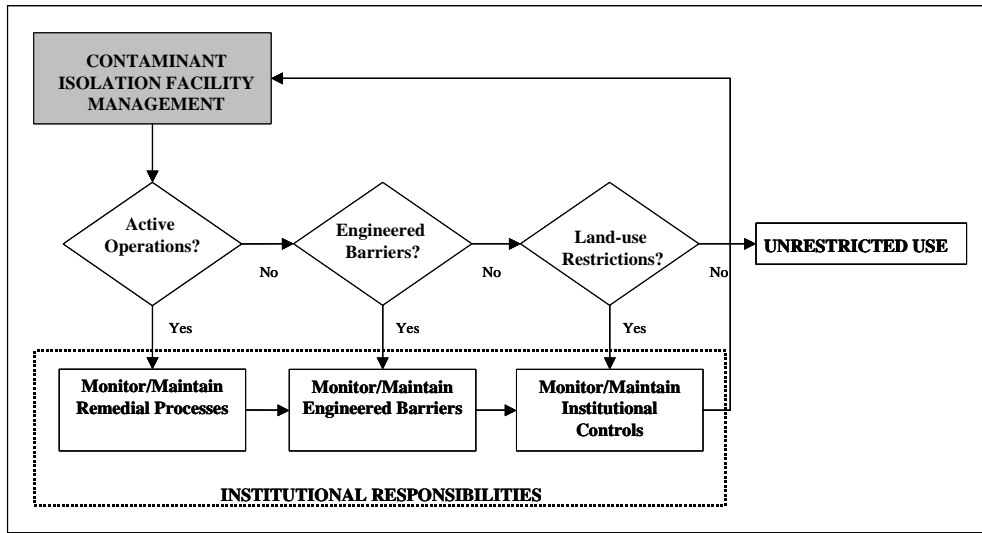 CONTAMINANT
ISOLATION FACILITY
MANAGEMENT
Active
Operations?
No
Engineered
Barriers?
No
Land-use
Restrictions?
No
UNRESTRICTED USE
Yes
Yes
Yes
Monitor/Maintain
Remedial Processes
Monitor/Maintain
Engineered Barriers
Monitor/Maintain
Institutional
Controls
INSTITUTIONAL RESPONSIBILITIES